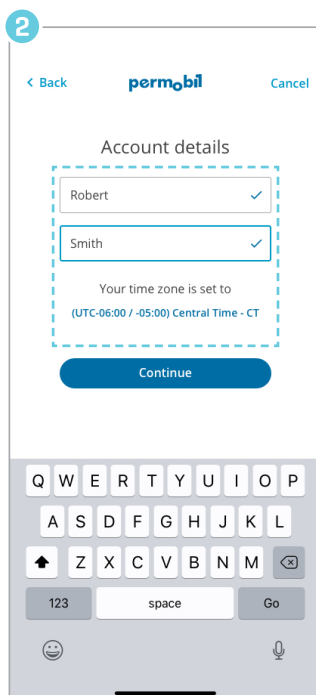 2
< Back permobil Cancel
Account details
Robert
Smith
Your time zone is set to
(UTC-06:00 / -05:00) Central Time - CT
Continue
Q W E R T Y U I O P
A S D F G H J K L
Z X C V B N M
123 space Go